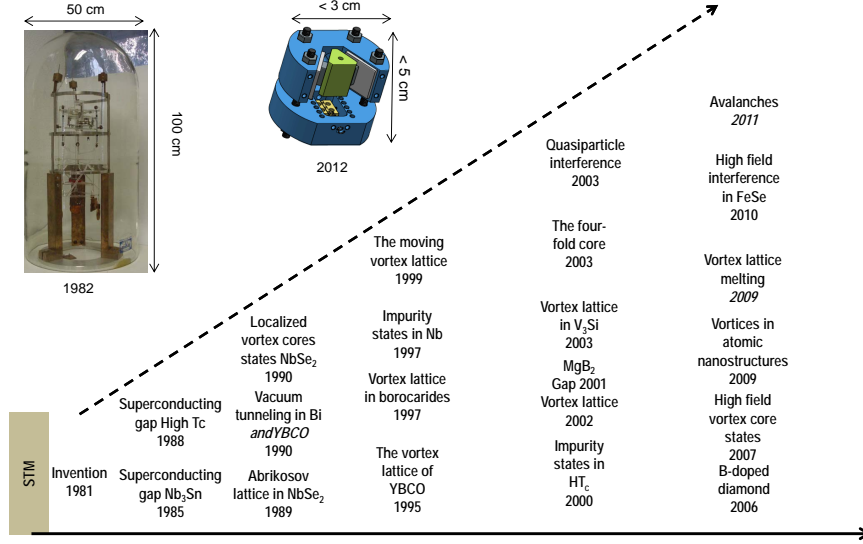 50 cm
100 cm
1982
< 3 cm
< 5 cm
2012
STM
Invention
1981
Superconducting
gap High Tc
1988
Superconducting
gap Nb₃Sn
1985
Localized
vortex cores
states NbSe₂
1990
Vacuum
tunneling in Bi
andYBCO
1990
Abrikosov
lattice in NbSe₂
1989
The moving
vortex lattice
1999
Impurity
states in Nb
1997
Vortex lattice
in borocarides
1997
The vortex
lattice of
YBCO
1995
Quasiparticle
interference
2003
The four-
fold core
2003
Vortex lattice
in V₃Si
2003
MgB₂
Gap 2001
Vortex lattice
2002
Impurity
states in
HT꜀
2000
Avalanches
2011
High field
interference
in FeSe
2010
Vortex lattice
melting
2009
Vortices in
atomic
nanostructures
2009
High field
vortex core
states
2007
B-doped
diamond
2006